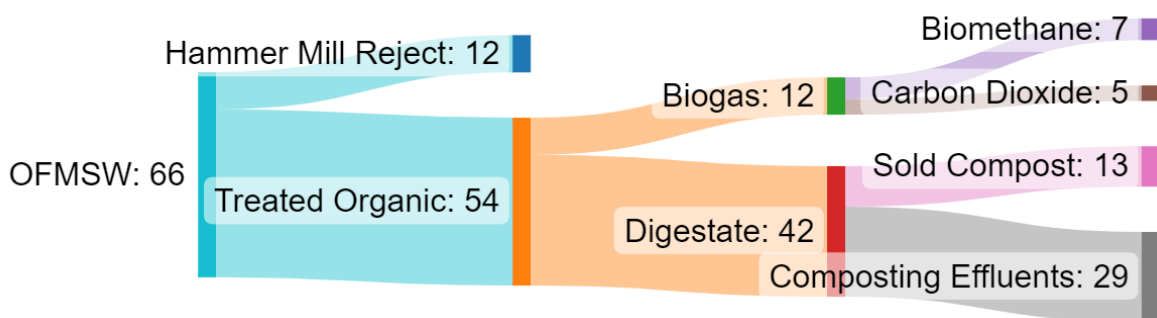 Biomethane: 7
Hammer Mill Reject: 12
Biogas: 12
Carbon Dioxide: 5
OFMSW: 66
Sold Compost: 13
Treated Organic: 54
Digestate: 42
Composting Effluents: 29